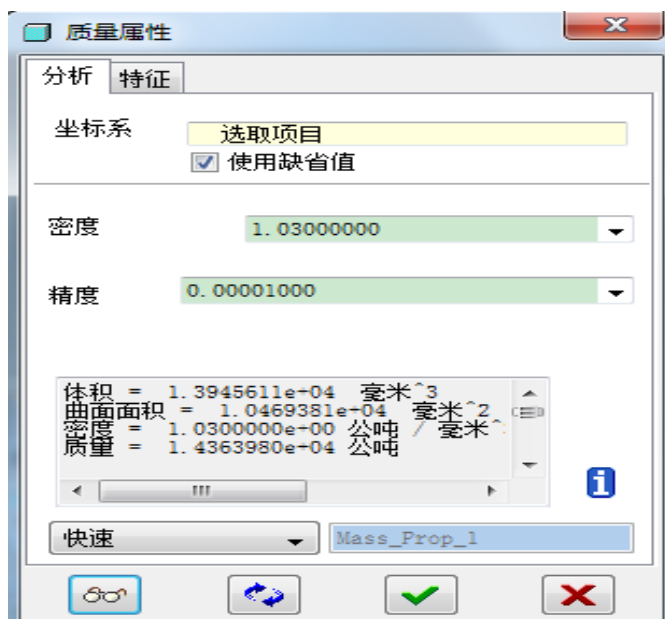 质量属性
分析 特征
坐标系 选取项目
使用缺省值
密度 1.03000000
精度 0.00001000
体积 = 1.3945611e+04 毫米^3
曲面面积 = 1.0469381e+04 毫米^2
密度 = 1.0300000e+00 公吨 / 毫米^
质量 = 1.4363980e+04 公吨
快速 Mass_Prop_1